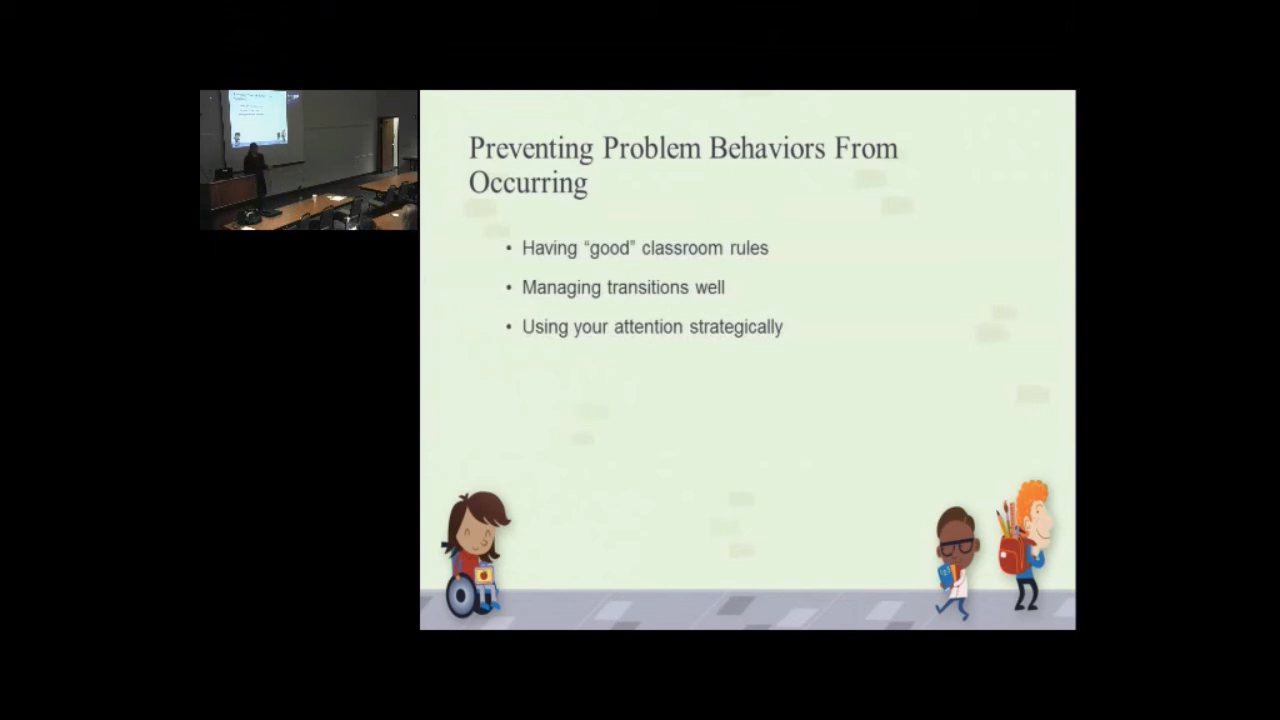 Preventing Problem Behaviors From
Occurring
• Having “good” classroom rules
• Managing transitions well
• Using your attention strategically